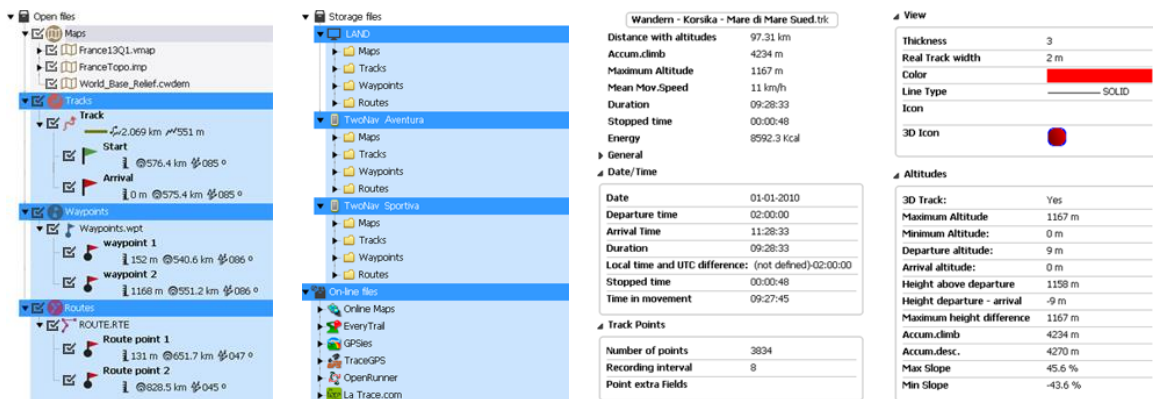 Open files
Maps
France13Q1.vmap
FranceTopo.imp
World_Base_Relief.cwdem
Tracks
Track
2.069 km 551 m
Start
576.4 km 085 º
Arrival
0 m 575.4 km 085 º
Waypoints
Waypoints.wpt
waypoint 1
152 m 540.6 km 086 º
waypoint 2
1168 m 551.2 km 086 º
Routes
ROUTE.RTE
Route point 1
131 m 651.7 km 047 º
Route point 2
828.5 km 045 º
Storage files
LAND
Maps
Tracks
Waypoints
Routes
TwoNav Aventura
Maps
Tracks
Waypoints
Routes
TwoNav Sportiva
Maps
Tracks
Waypoints
Routes
On-line files
Online Maps
EveryTrail
GPSies
TraceGPS
OpenRunner
La Trace.com
Wandern - Korsika - Mare di Mare Sued.trk
Distance with altitudes 97.31 km
Accum.climb 4234 m
Maximum Altitude 1167 m
Mean Mov.Speed 11 km/h
Duration 09:28:33
Stopped time 00:00:48
Energy 8592.3 Kcal
General
Date/Time
Date 01-01-2010
Departure time 02:00:00
Arrival Time 11:28:33
Duration 09:28:33
Local time and UTC difference: (not defined)-02:00:00
Stopped time 00:00:48
Time in movement 09:27:45
Track Points
Number of points 3834
Recording interval 8
Point extra Fields
View
Thickness 3
Real Track width 2 m
Color
Line Type SOLID
Icon
3D Icon
Altitudes
3D Track: Yes
Maximum Altitude 1167 m
Minimum Altitude: 0 m
Departure altitude: 9 m
Arrival altitude: 0 m
Height above departure 1158 m
Height departure - arrival -9 m
Maximum height difference 1167 m
Accum.climb 4234 m
Accum.desc. 4270 m
Max Slope 45.6 %
Min Slope -43.6 %